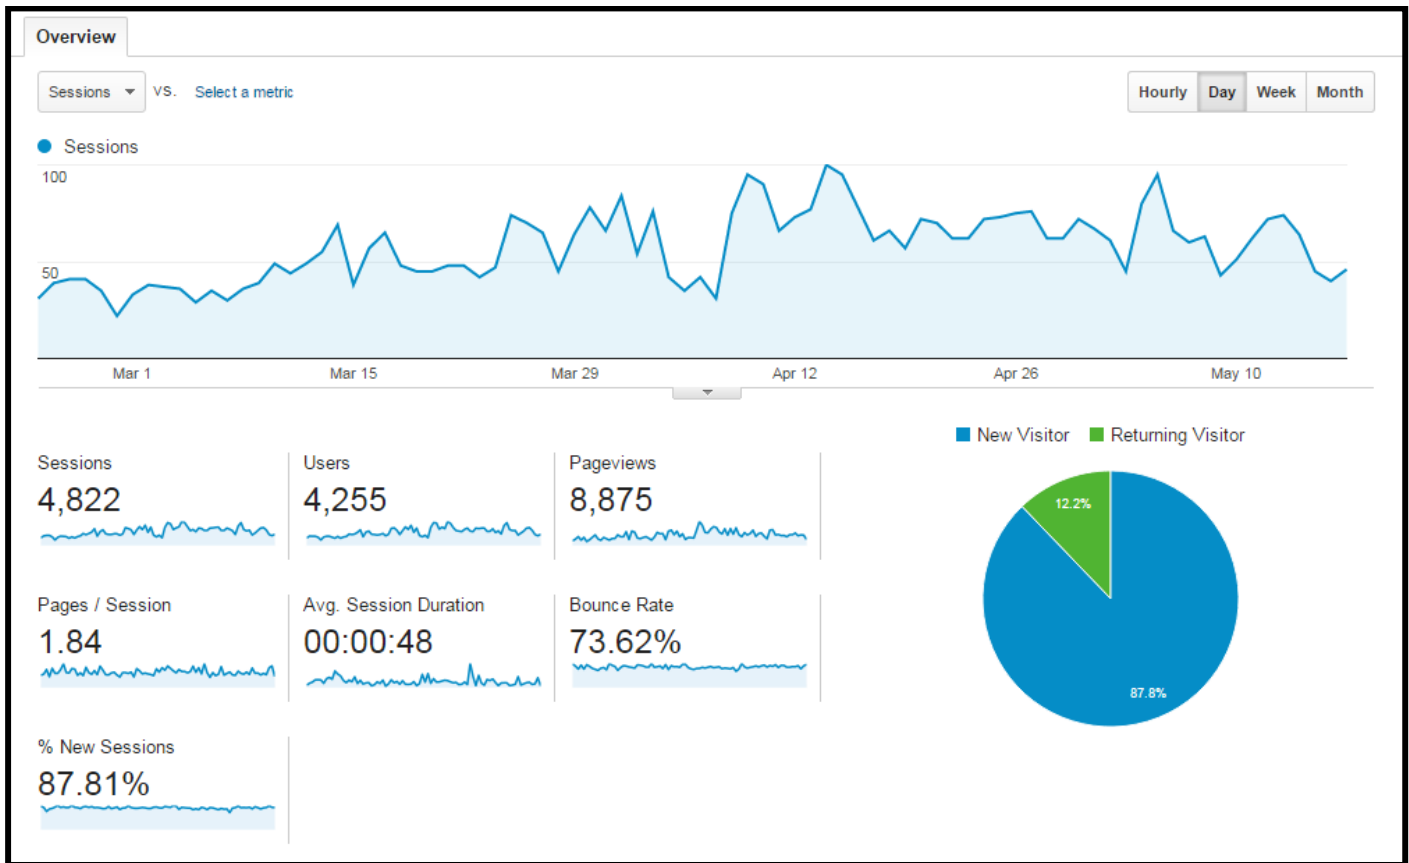 Overview
Sessions VS. Select a metric
Hourly Day Week Month
Sessions
100
50
Mar 1 Mar 15 Mar 29 Apr 12 Apr 26 May 10
New Visitor Returning Visitor
Sessions Users Pageviews
4,822 4,255 8,875
12.2%
Pages / Session Avg. Session Duration Bounce Rate
1.84 00:00:48 73.62%
87.8%
% New Sessions
87.81%